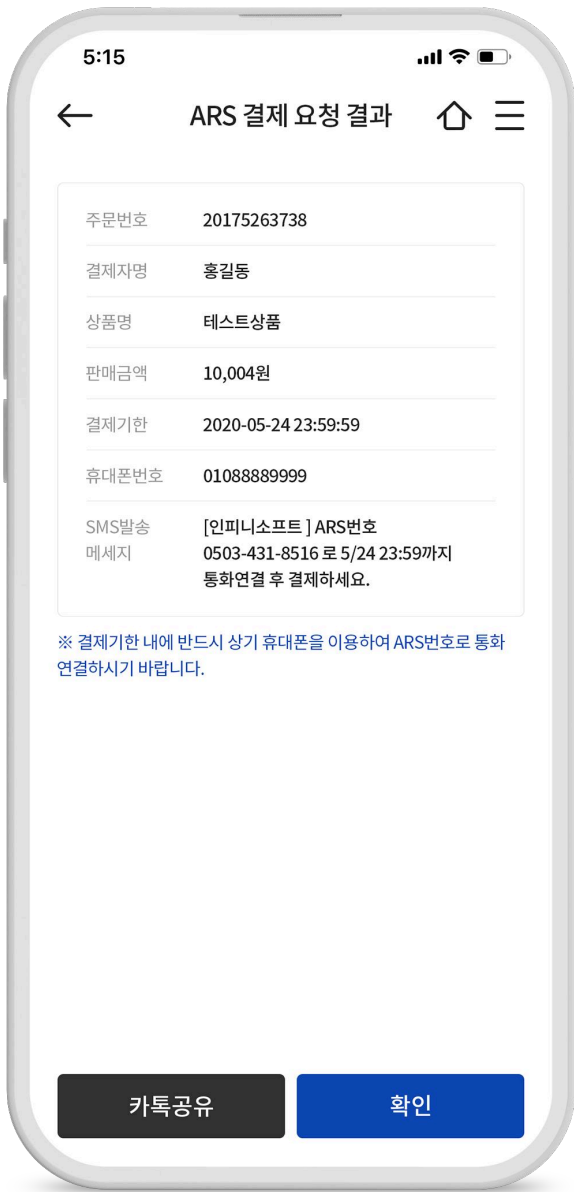 5:15
ARS 결제 요청 결과
주문번호 20175263738
결제자명 홍길동
상품명 테스트상품
판매금액 10,004원
결제기한 2020-05-24 23:59:59
휴대폰번호 01088889999
SMS발송 [인피니소프트 ] ARS번호
메세지 0503-431-8516 로 5/24 23:59까지
통화연결 후 결제하세요.
※ 결제기한 내에 반드시 상기 휴대폰을 이용하여 ARS번호로 통화
연결하시기 바랍니다.
카톡공유 확인